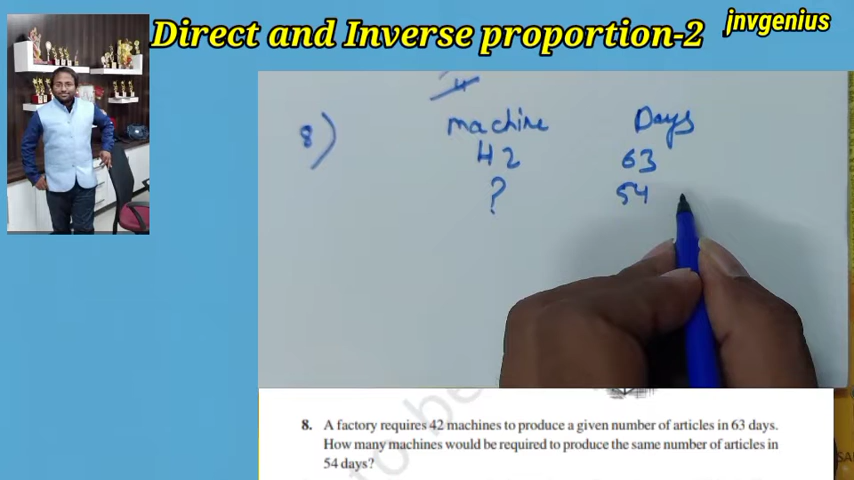 Direct and Inverse proportion-2
jnvgenius
8)
machine Days
42 63
? 54
8. A factory requires 42 machines to produce a given number of articles in 63 days.
How many machines would be required to produce the same number of articles in
54 days?